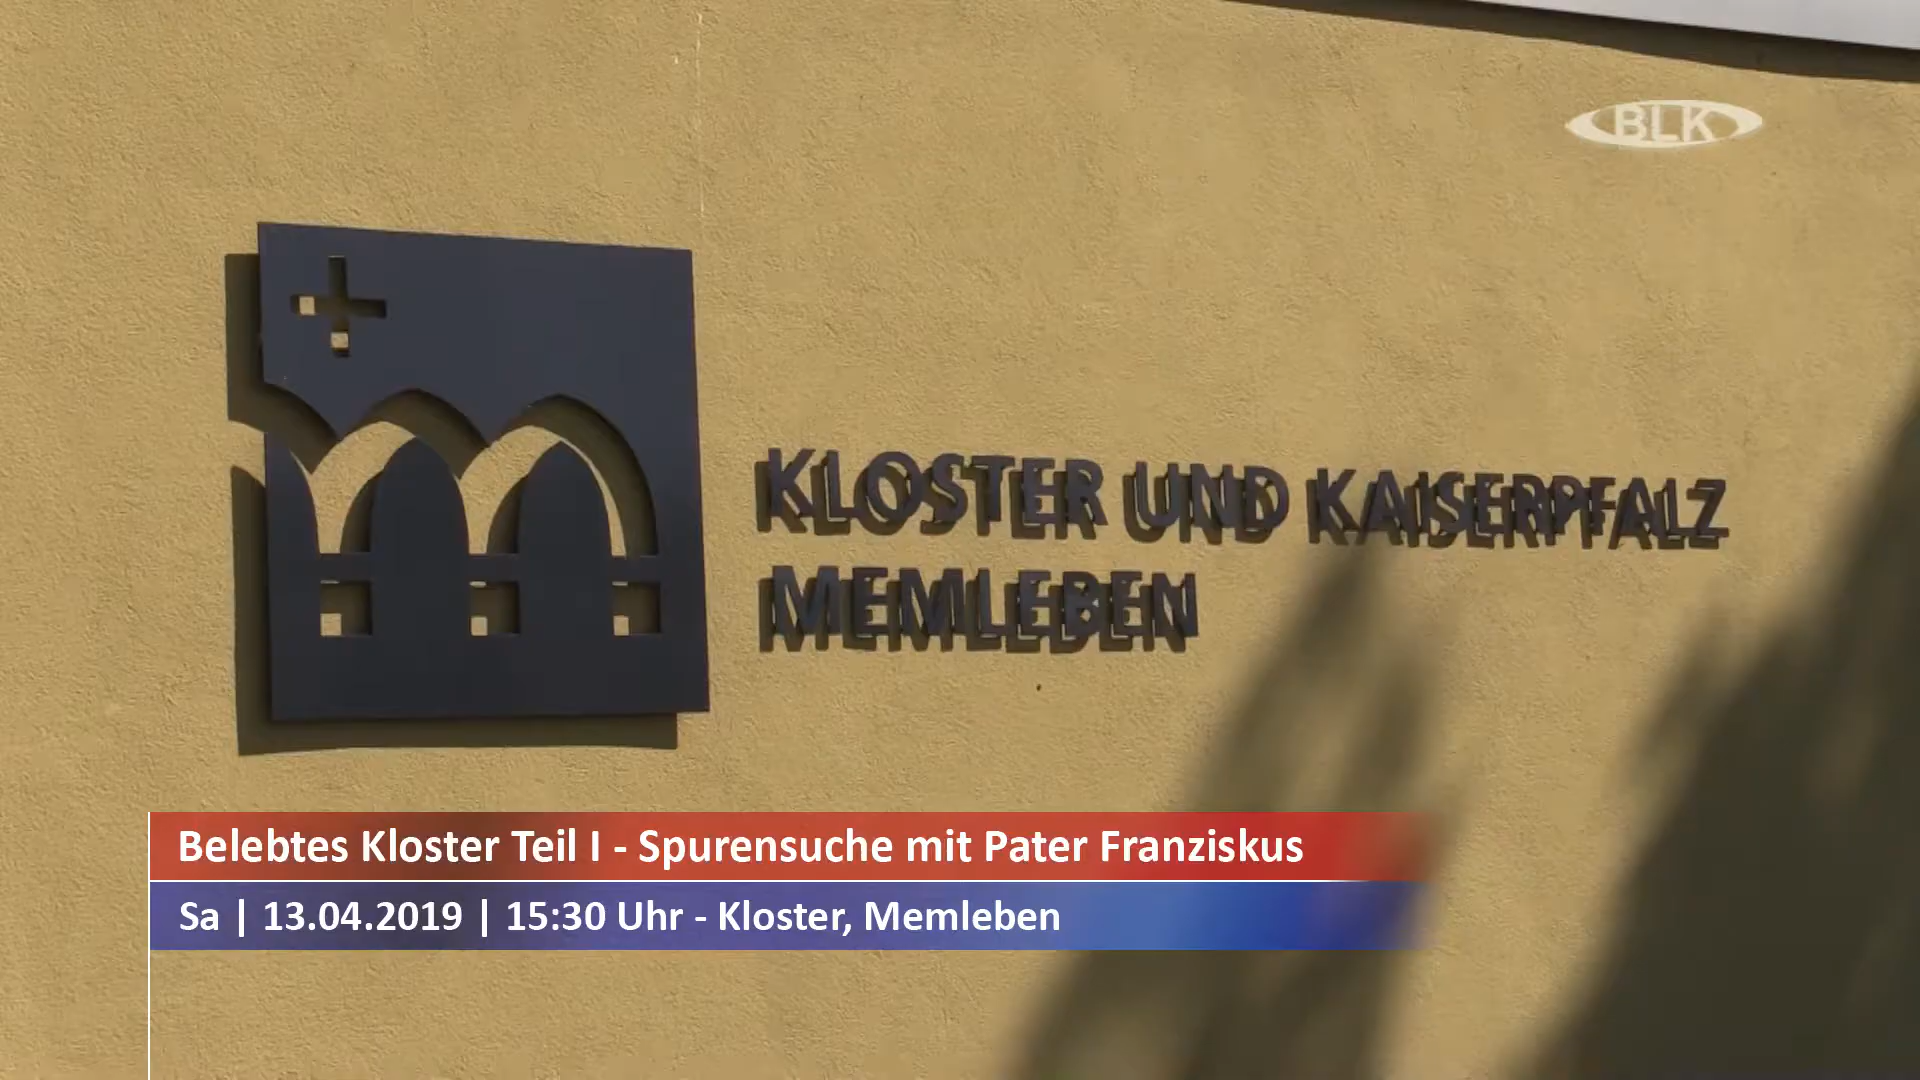 BLK
KLOSTER UND KAISERPFALZ
MEMLEBEN
Belebtes Kloster Teil I - Spurensuche mit Pater Franziskus
Sa | 13.04.2019 | 15:30 Uhr - Kloster, Memleben